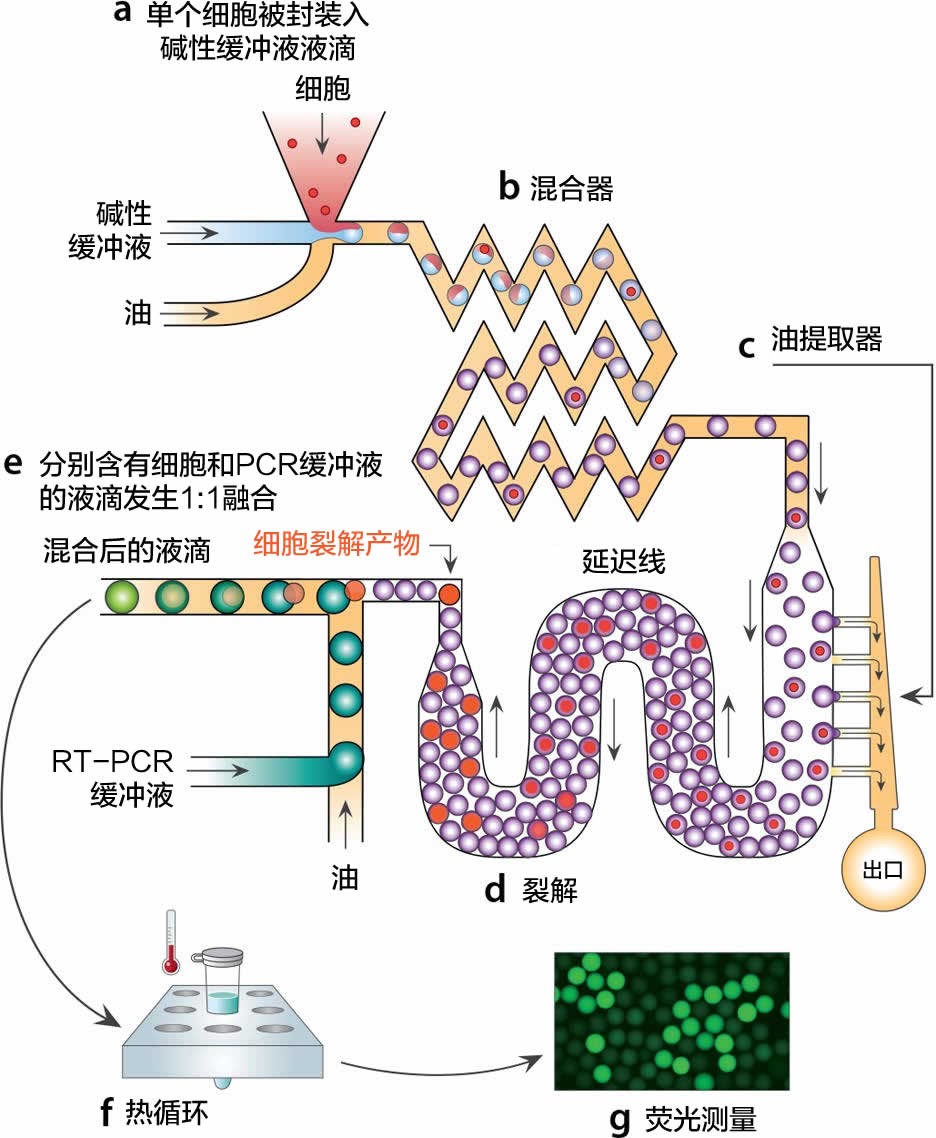 a 单个细胞被封装入
碱性缓冲液液滴
细胞
碱性
缓冲液
油
b 混合器
c 油提取器
e 分别含有细胞和PCR缓冲液
的液滴发生1:1融合
混合后的液滴
细胞裂解产物
延迟线
RT-PCR
缓冲液
油
d 裂解
出口
f 热循环
g 荧光测量